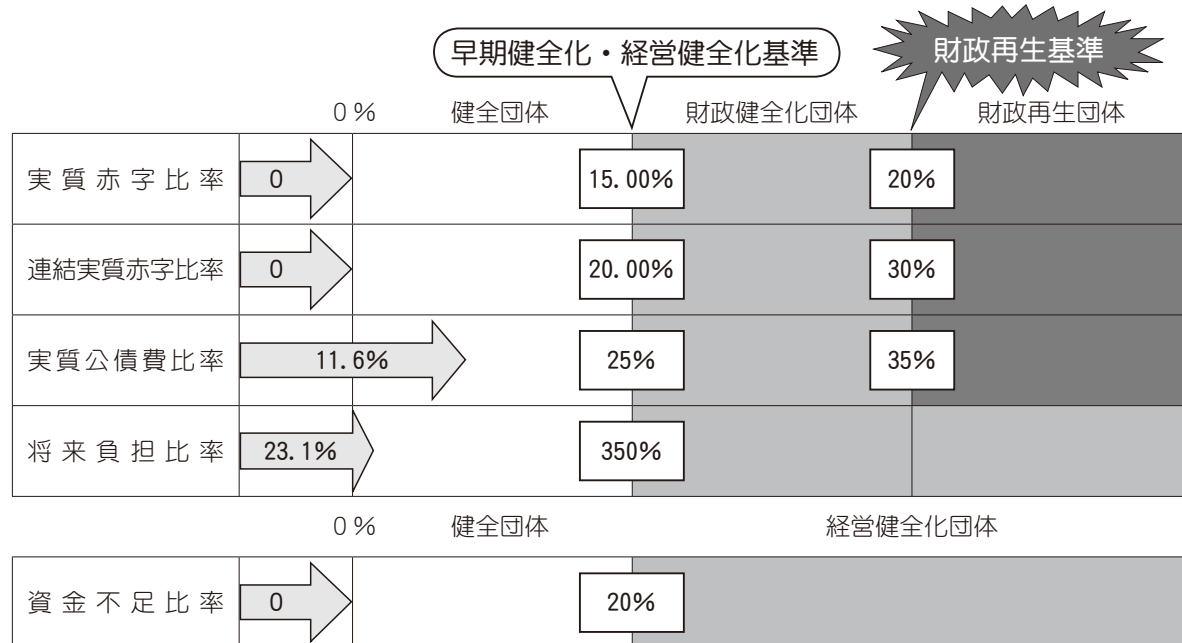 早期健全化・経営健全化基準
財政再生基準
0% 健全団体 財政健全化団体 財政再生団体
実質赤字比率 0 15.00% 20%
連結実質赤字比率 0 20.00% 30%
実質公債費比率 11.6% 25% 35%
将来負担比率 23.1% 350%
0% 健全団体 経営健全化団体
資金不足比率 0 20%